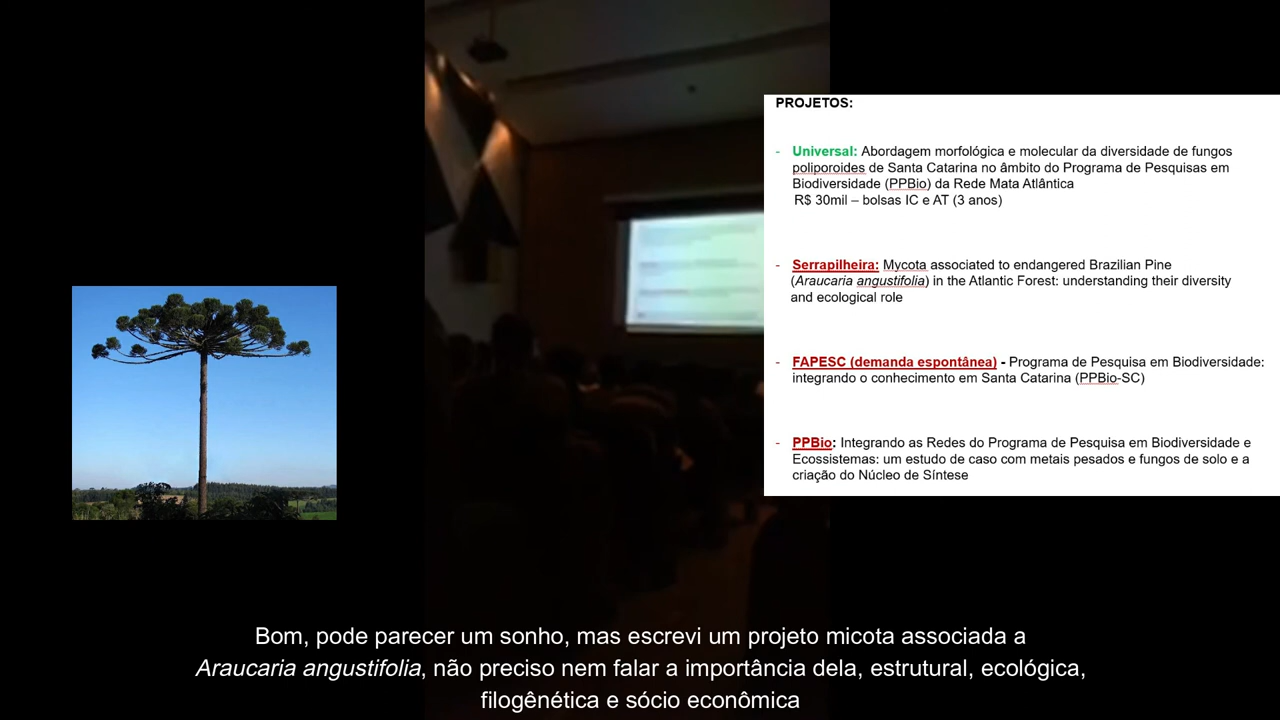 PROJETOS:
- Universal: Abordagem morfológica e molecular da diversidade de fungos
poliporoides de Santa Catarina no âmbito do Programa de Pesquisas em
Biodiversidade (PPBio) da Rede Mata Atlântica
R$ 30mil – bolsas IC e AT (3 anos)
- Serrapilheira: Mycota associated to endangered Brazilian Pine
(Araucaria angustifolia) in the Atlantic Forest: understanding their diversity
and ecological role
- FAPESC (demanda espontânea) - Programa de Pesquisa em Biodiversidade:
integrando o conhecimento em Santa Catarina (PPBio-SC)
- PPBio: Integrando as Redes do Programa de Pesquisa em Biodiversidade e
Ecossistemas: um estudo de caso com metais pesados e fungos de solo e a
criação do Núcleo de Síntese
Bom, pode parecer um sonho, mas escrevi um projeto micota associada a
Araucaria angustifolia, não preciso nem falar a importância dela, estrutural, ecológica,
filogênética e sócio econômica